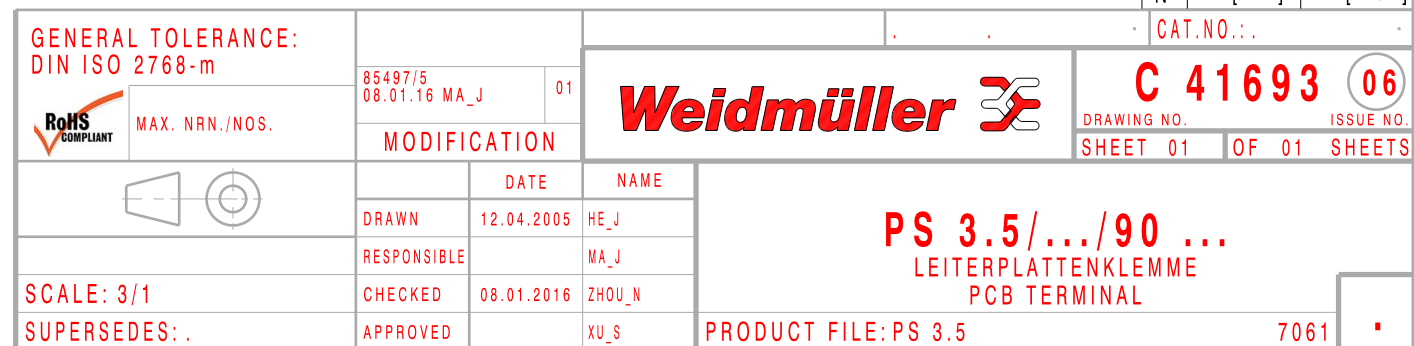 GENERAL TOLERANCE:
DIN ISO 2768-m
RoHS
COMPLIANT
MAX. NRN./NOS.
85497/5
08.01.16 MA_J
01
MODIFICATION
Weidmüller
CAT.NO.:.
C 41693
06
DRAWING NO.
ISSUE NO.
SHEET 01 OF 01 SHEETS
DATE NAME
DRAWN 12.04.2005 HE_J
RESPONSIBLE MA_J
CHECKED 08.01.2016 ZHOU_N
APPROVED XU_S
SCALE: 3/1
SUPERSEDES: .
PS 3.5/.../90 ...
LEITERPLATTENKLEMME
PCB TERMINAL
PRODUCT FILE: PS 3.5 7061